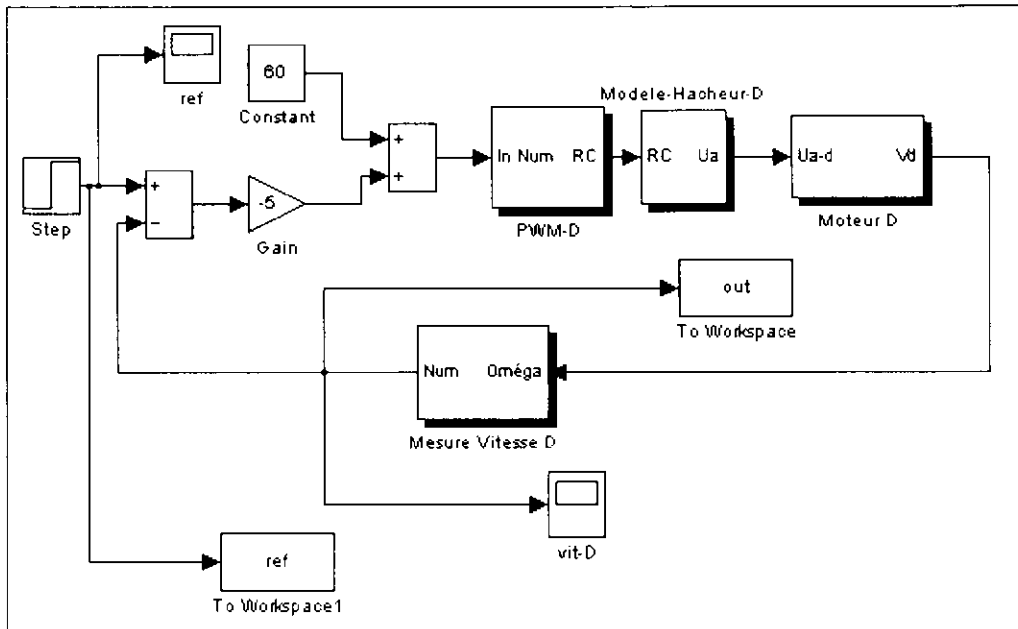 ref
60
Constant
Step
+
−
-5
Gain
+
+
In Num RC
PWM-D
Modele-Hacheur-D
RC Ua
Ua-d Vd
Moteur D
out
To Workspace
Num Oméga
Mesure Vitesse D
vit-D
ref
To Workspace1